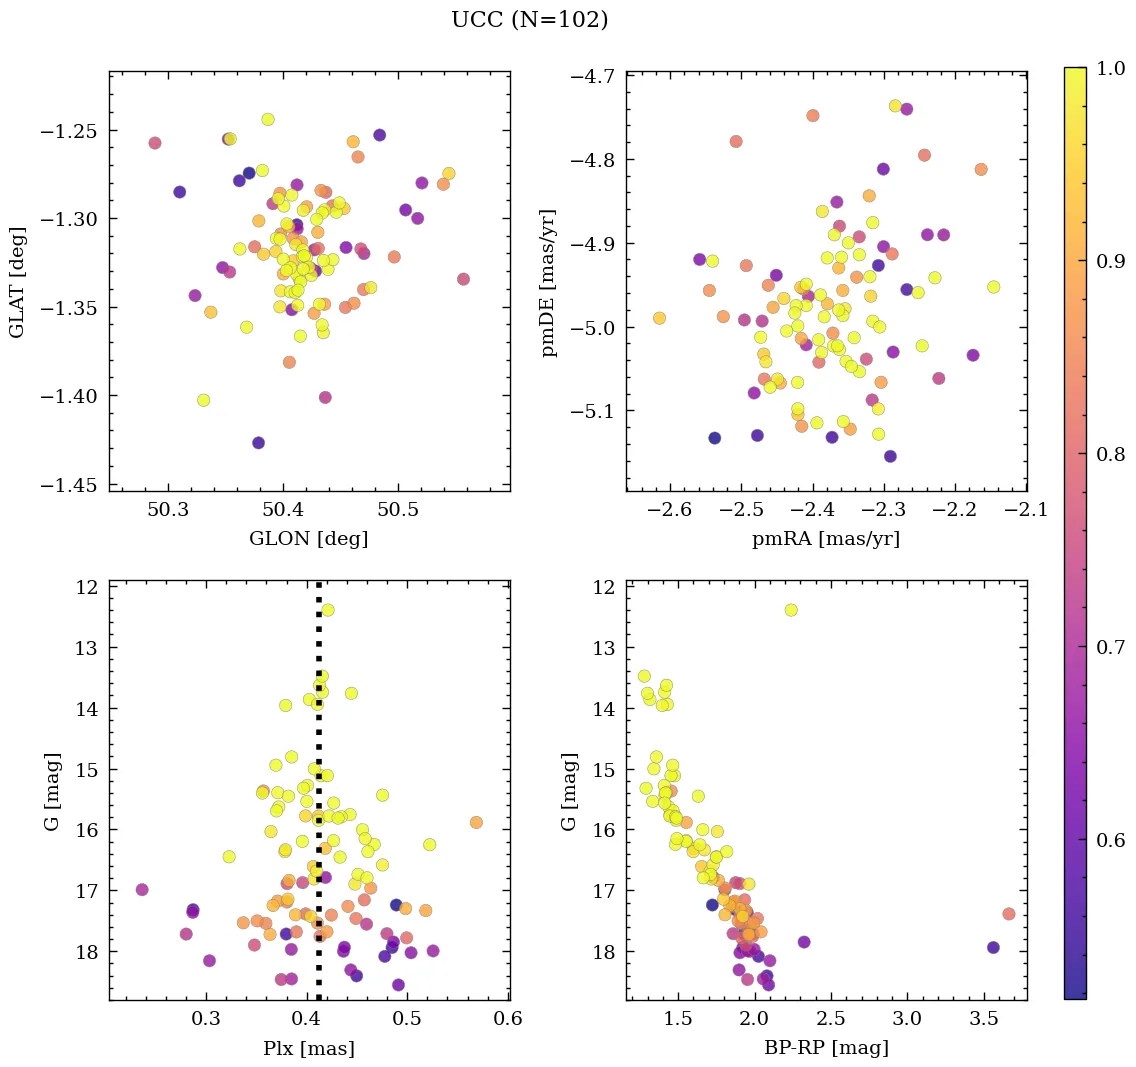 UCC (N=102)
−1.25
−1.30
−1.35
−1.40
−1.45
GLAT [deg]
50.3 50.4 50.5
GLON [deg]
−4.7
−4.8
−4.9
−5.0
−5.1
pmDE [mas/yr]
−2.6 −2.5 −2.4 −2.3 −2.2 −2.1
pmRA [mas/yr]
12
13
14
15
16
17
18
G [mag]
0.3 0.4 0.5 0.6
Plx [mas]
12
13
14
15
16
17
18
G [mag]
1.5 2.0 2.5 3.0 3.5
BP-RP [mag]
1.0
0.9
0.8
0.7
0.6